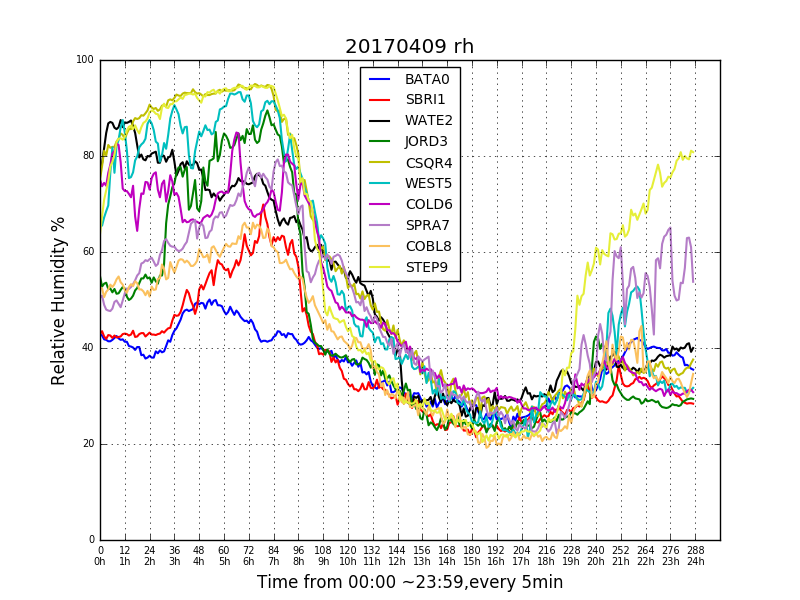 20170409 rh
100
80
60
40
20
0
Relative Humidity %
BATA0
SBRI1
WATE2
JORD3
CSQR4
WEST5
COLD6
SPRA7
COBL8
STEP9
0 12 24 36 48 60 72 84 96 108 120 132 144 156 168 180 192 204 216 228 240 252 264 276 288
0h 1h 2h 3h 4h 5h 6h 7h 8h 9h 10h 11h 12h 13h 14h 15h 16h 17h 18h 19h 20h 21h 22h 23h 24h
Time from 00:00 ~23:59,every 5min